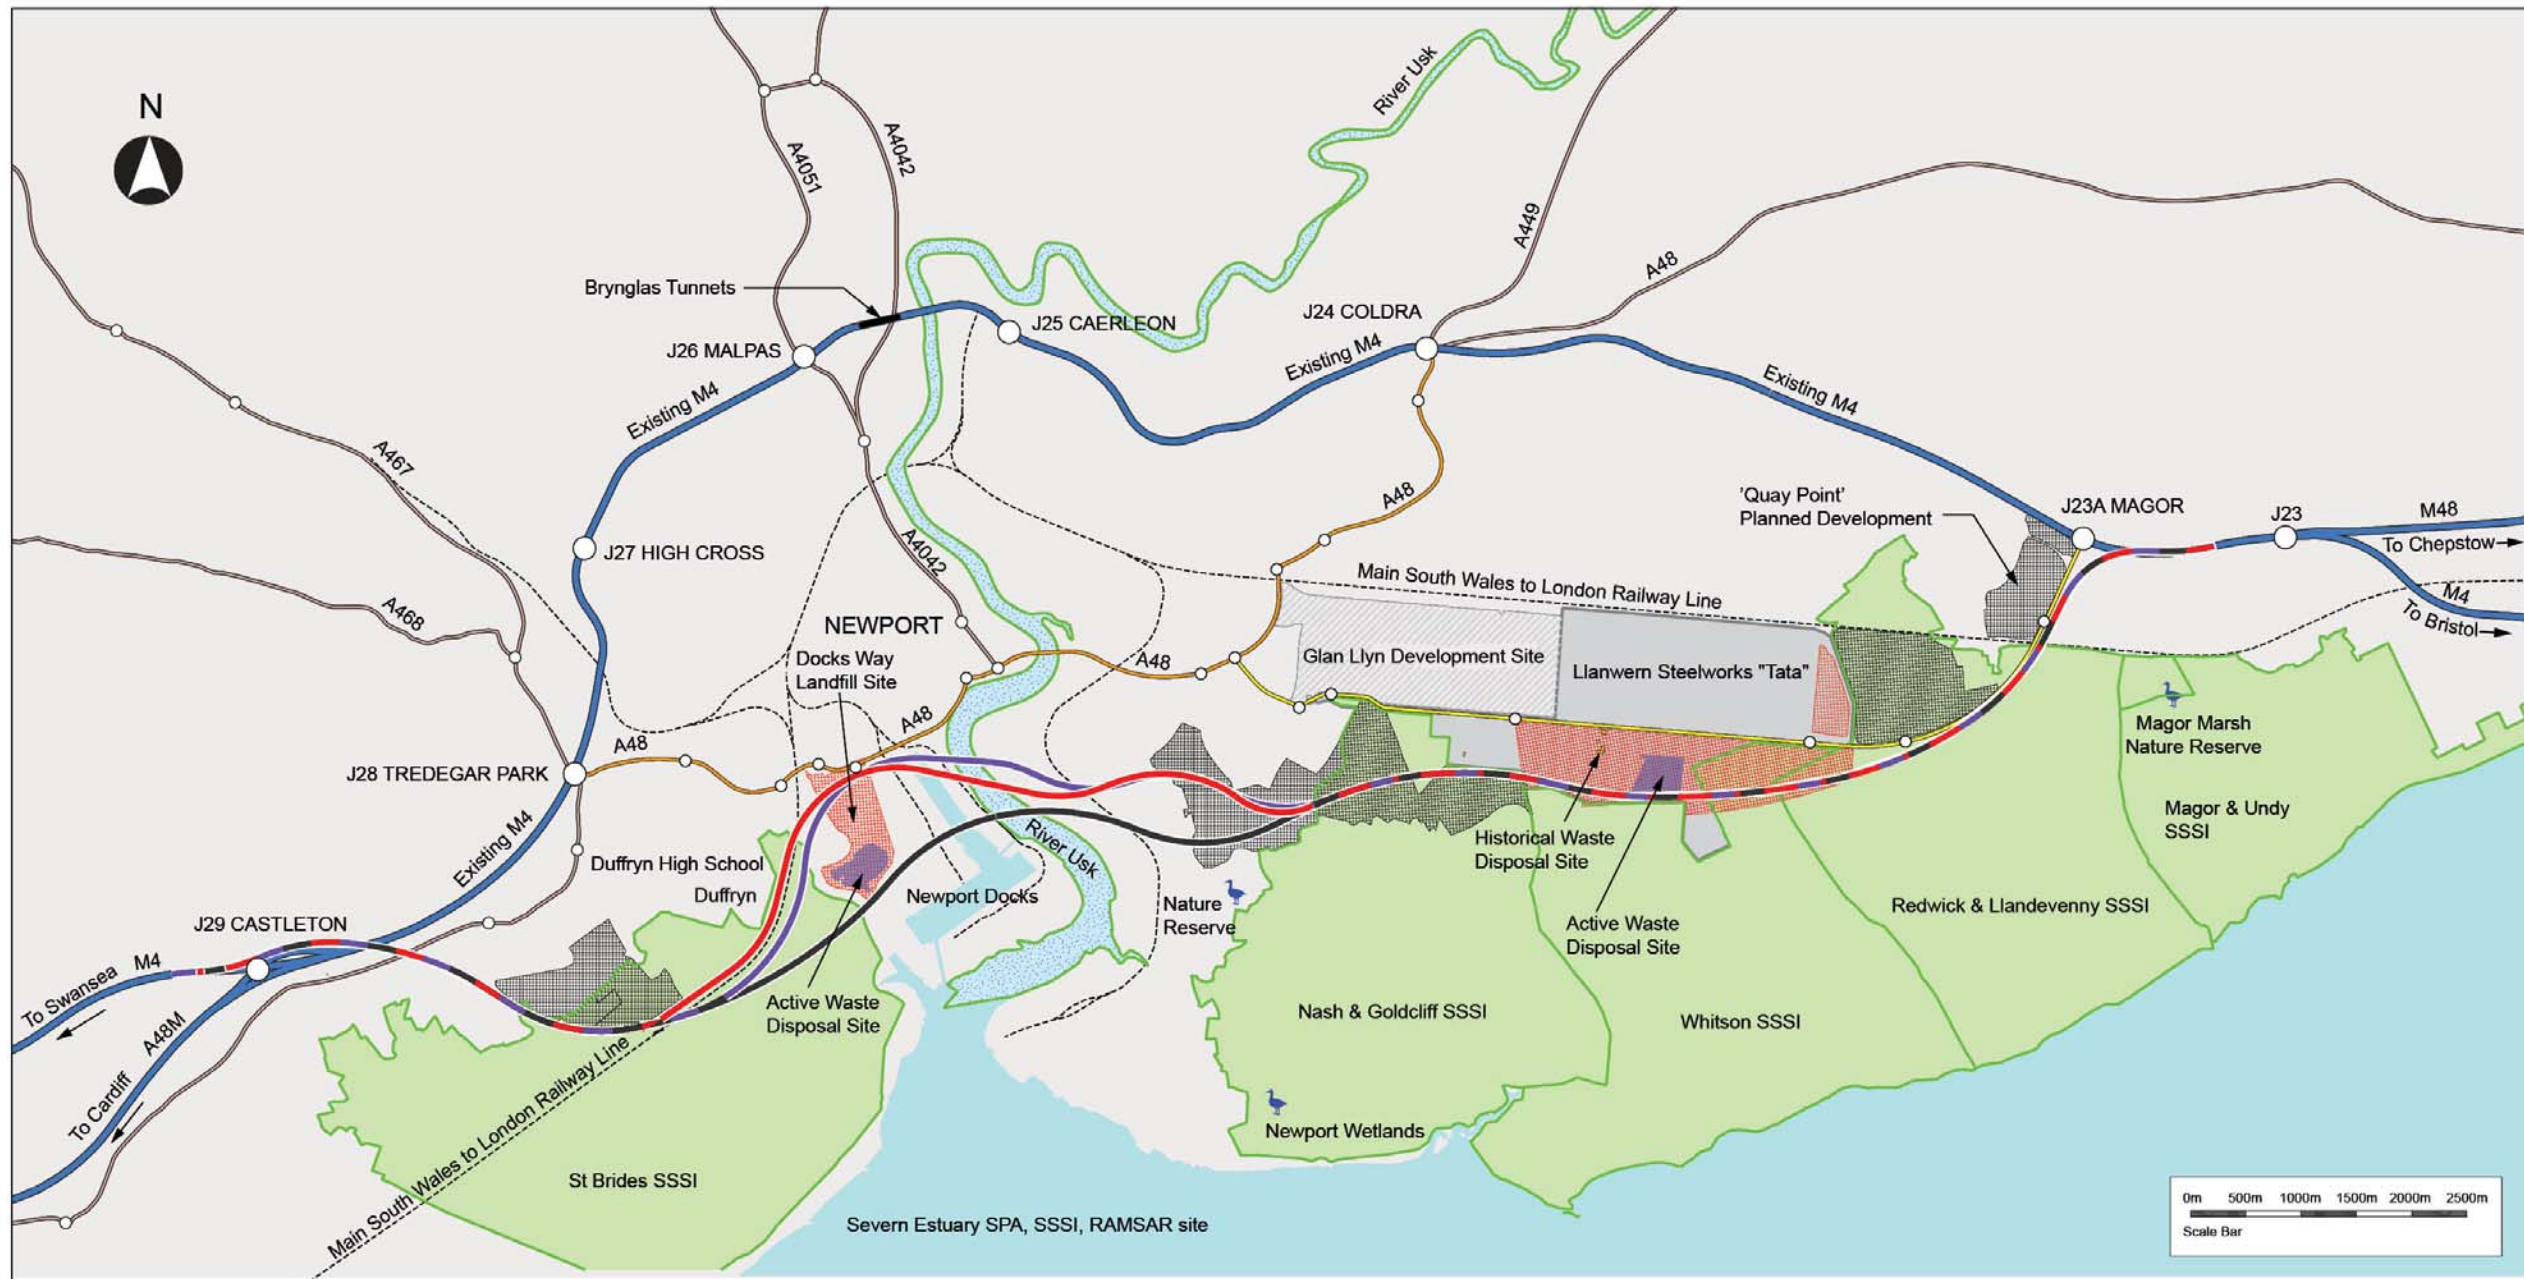 N
River Usk
A4051
A4042
A449
A48
Brynglas Tunnets
J25 CAERLEON
J24 COLDRA
J26 MALPAS
Existing M4
Existing M4
Existing M4
A467
A48
'Quay Point'
Planned Development
J23A MAGOR
J23
M48
To Chepstow
J27 HIGH CROSS
A4042
Main South Wales to London Railway Line
M4
To Bristol
A468
NEWPORT
Docks Way
Landfill Site
A48
Glan Llyn Development Site
Llanwern Steelworks "Tata"
Magor Marsh
Nature Reserve
A48
A48
J28 TREDEGAR PARK
Magor & Undy
SSSI
Existing M4
River Usk
Historical Waste
Disposal Site
Duffryn High School
Duffryn
Newport Docks
Nature
Reserve
Redwick & Llandevenny SSSI
J29 CASTLETON
Active Waste
Disposal Site
To Swansea
M4
Active Waste
Disposal Site
Nash & Goldcliff SSSI
Whitson SSSI
A48M
To Cardiff
Main South Wales to London Railway Line
Newport Wetlands
St Brides SSSI
Severn Estuary SPA, SSSI, RAMSAR site
0m 500m 1000m 1500m 2000m 2500m
Scale Bar